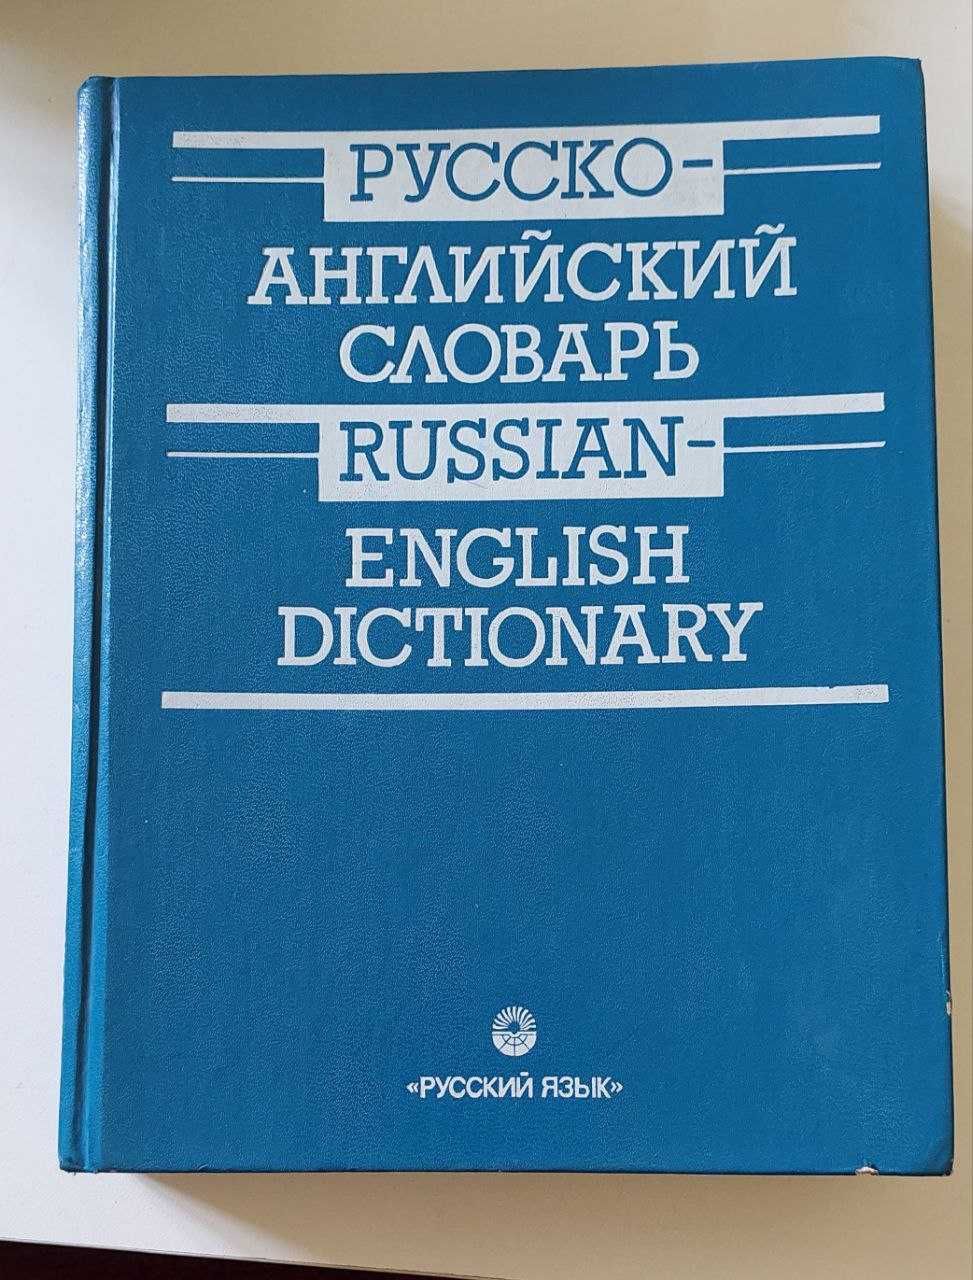 РУССКО-
АНГЛИЙСКИЙ
СЛОВАРЬ
RUSSIAN-
ENGLISH
DICTIONARY
«РУССКИЙ ЯЗЫК»